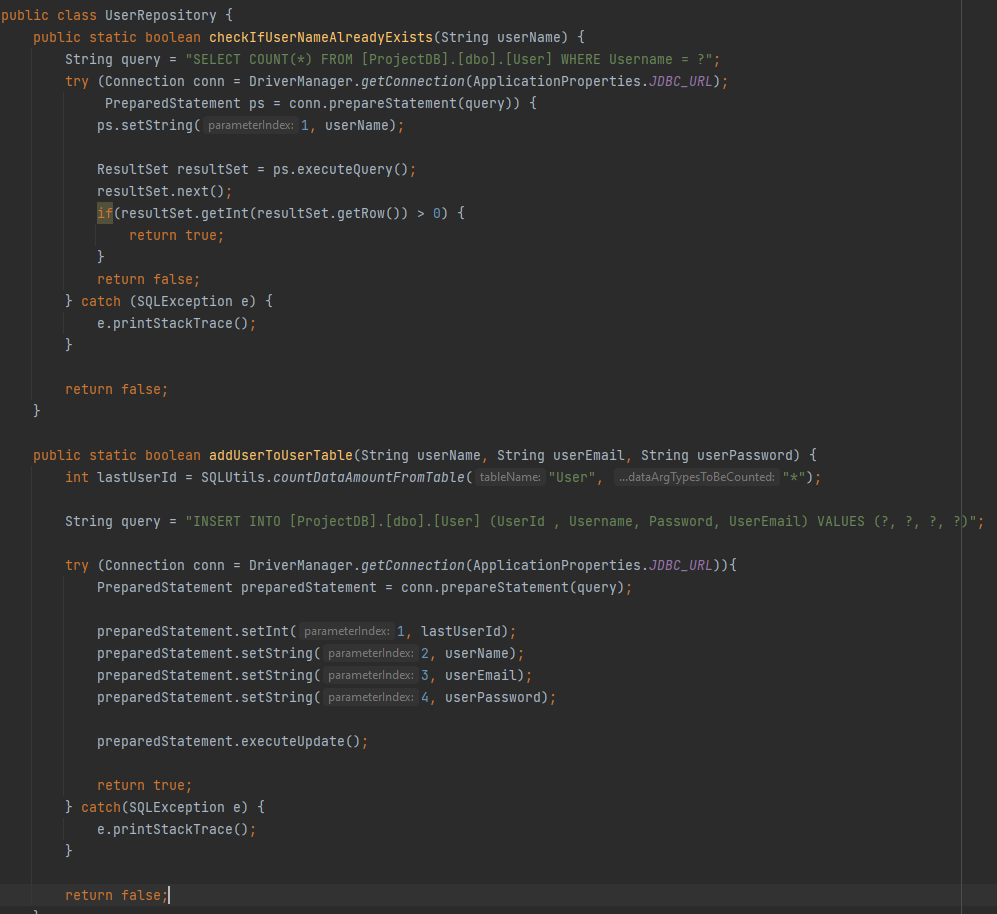 public class UserRepository {
public static boolean checkIfUserNameAlreadyExists(String userName) {
String query = "SELECT COUNT(*) FROM [ProjectDB].[dbo].[User] WHERE Username = ?";
try (Connection conn = DriverManager.getConnection(ApplicationProperties.JDBC_URL);
PreparedStatement ps = conn.prepareStatement(query)) {
ps.setString( parameterIndex: 1, userName);
ResultSet resultSet = ps.executeQuery();
resultSet.next();
if(resultSet.getInt(resultSet.getRow()) > 0) {
return true;
}
return false;
} catch (SQLException e) {
e.printStackTrace();
}
return false;
}
public static boolean addUserToUserTable(String userName, String userEmail, String userPassword) {
int lastUserId = SQLUtils.countDataAmountFromTable( tableName: "User", ...dataArgTypesToBeCounted: "*");
String query = "INSERT INTO [ProjectDB].[dbo].[User] (UserId , Username, Password, UserEmail) VALUES (?, ?, ?, ?)";
try (Connection conn = DriverManager.getConnection(ApplicationProperties.JDBC_URL)){
PreparedStatement preparedStatement = conn.prepareStatement(query);
preparedStatement.setInt( parameterIndex: 1, lastUserId);
preparedStatement.setString( parameterIndex: 2, userName);
preparedStatement.setString( parameterIndex: 3, userEmail);
preparedStatement.setString( parameterIndex: 4, userPassword);
preparedStatement.executeUpdate();
return true;
} catch(SQLException e) {
e.printStackTrace();
}
return false;